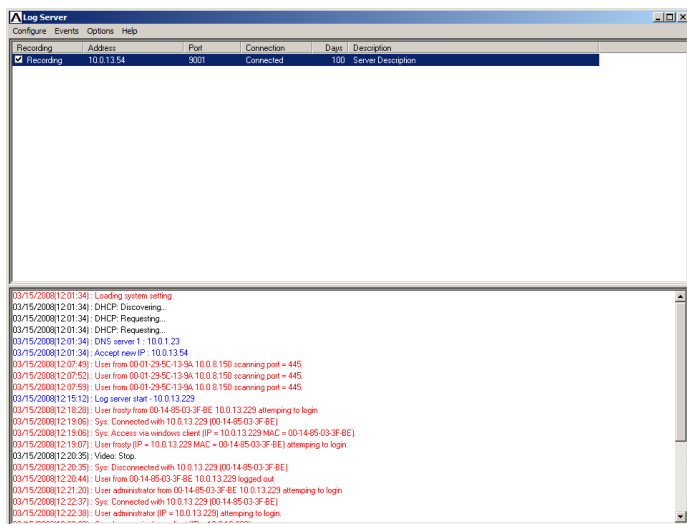 Log Server
Configure Events Options Help
Recording Address Port Connection Days Description
Recording 10.0.13.54 9001 Connected 100 Server Description
03/15/2008(12:01:34) : Loading system setting
03/15/2008(12:01:34) : DHCP: Discovering...
03/15/2008(12:01:34) : DHCP: Requesting...
03/15/2008(12:01:34) : DHCP: Requesting...
03/15/2008(12:01:34) : DNS server 1 : 10.0.1.23
03/15/2008(12:01:34) : Accept new IP : 10.0.13.54
03/15/2008(12:07:49) : User from 00-01-29-5C-13-9A 10.0.8.150 scanning port = 445.
03/15/2008(12:07:52) : User from 00-01-29-5C-13-9A 10.0.8.150 scanning port = 445.
03/15/2008(12:07:59) : User from 00-01-29-5C-13-9A 10.0.8.150 scanning port = 445.
03/15/2008(12:15:12) : Log server start - 10.0.13.229
03/15/2008(12:18:28) : User frosty from 00-14-85-03-3F-BE 10.0.13.229 attemping to login
03/15/2008(12:19:06) : Sys: Connected with 10.0.13.229 (00-14-85-03-3F-BE)
03/15/2008(12:19:06) : Sys: Access via windows client (IP = 10.0.13.229 MAC = 00-14-85-03-3F-BE).
03/15/2008(12:19:07) : User frosty (IP = 10.0.13.229 MAC = 00-14-85-03-3F-BE) attemping to login.
03/15/2008(12:20:35) : Video: Stop.
03/15/2008(12:20:35) : Sys: Disconnected with 10.0.13.229 (00-14-85-03-3F-BE)
03/15/2008(12:20:44) : User from 00-14-85-03-3F-BE 10.0.13.229 logged out
03/15/2008(12:21:20) : User administrator from 00-14-85-03-3F-BE 10.0.13.229 attemping to login
03/15/2008(12:22:37) : Sys: Connected with 10.0.13.229 (00-14-85-03-3F-BE)
03/15/2008(12:22:38) : User administrator (IP = 10.0.13.229) attemping to login.